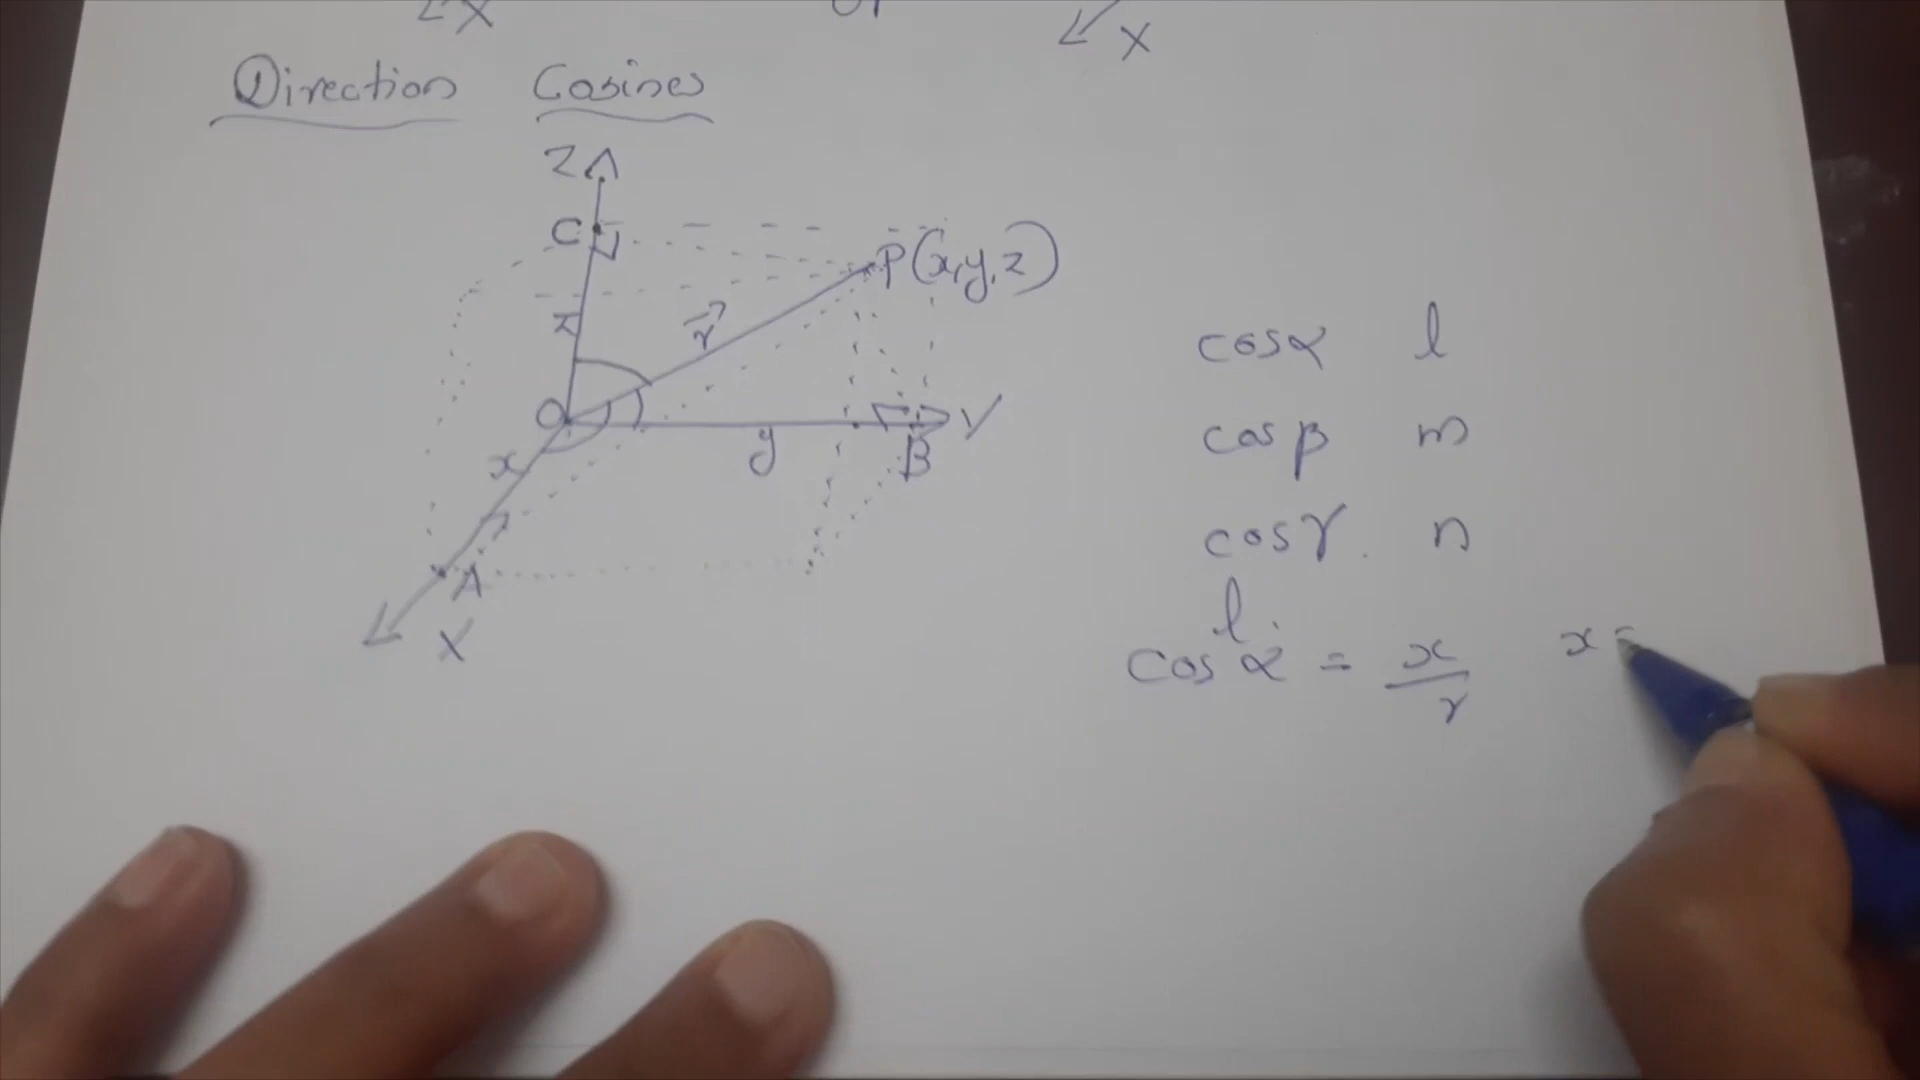 X
X
Direction Cosines
Z
C
P(x,y,z)
r
z
O
Y
x
y
B
A
X
cosα l
cosβ m
cosγ n
l
cosα = x/r x=